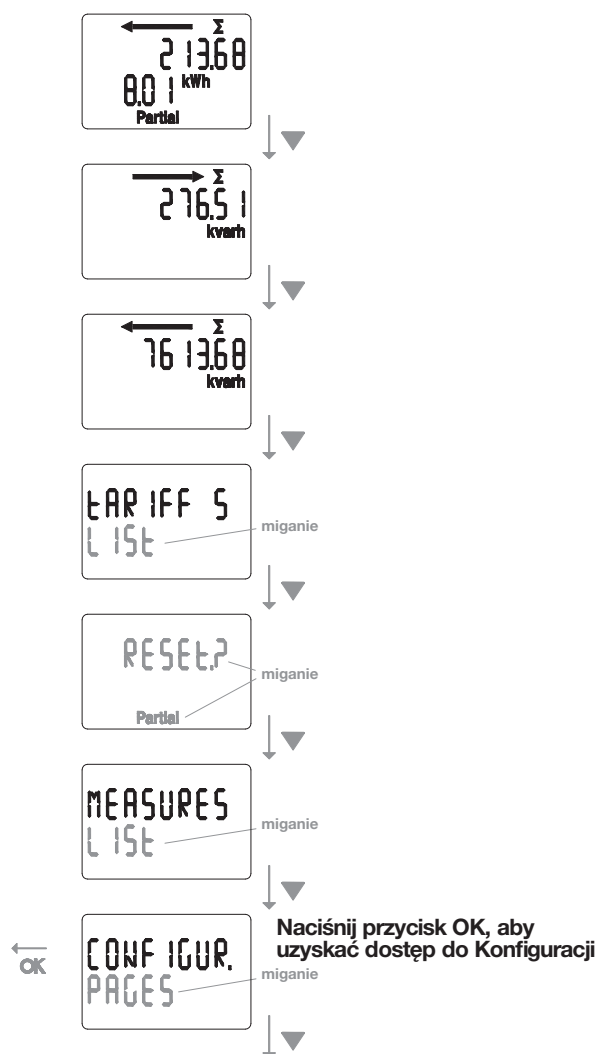 Σ
213.68
8.01 kWh
Partial
Σ
276.51
kvarh
Σ
7613.68
kvarh
tARIFF S
LISt
miganie
RESEt.?
miganie
Partial
MEASURES
LISt
miganie
Naciśnij przycisk OK, aby
uzyskać dostęp do Konfiguracji
OK
CONFIGUR.
PAGES
miganie